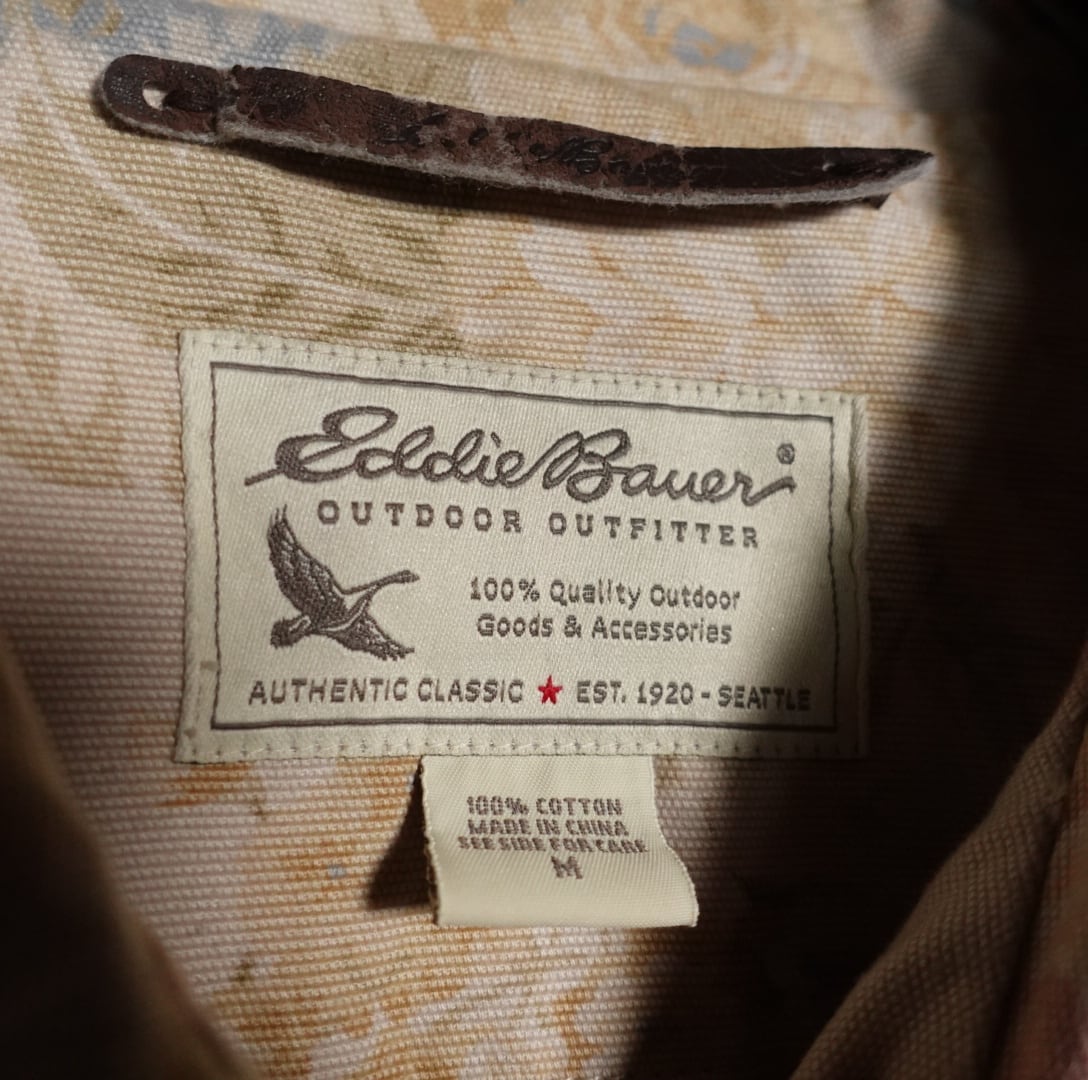 Eddie Bauer®
OUTDOOR OUTFITTER
100% Quality Outdoor
Goods & Accessories
AUTHENTIC CLASSIC ★ EST. 1920 - SEATTLE
100% COTTON
MADE IN CHINA
SEE SIDE FOR CARE
M